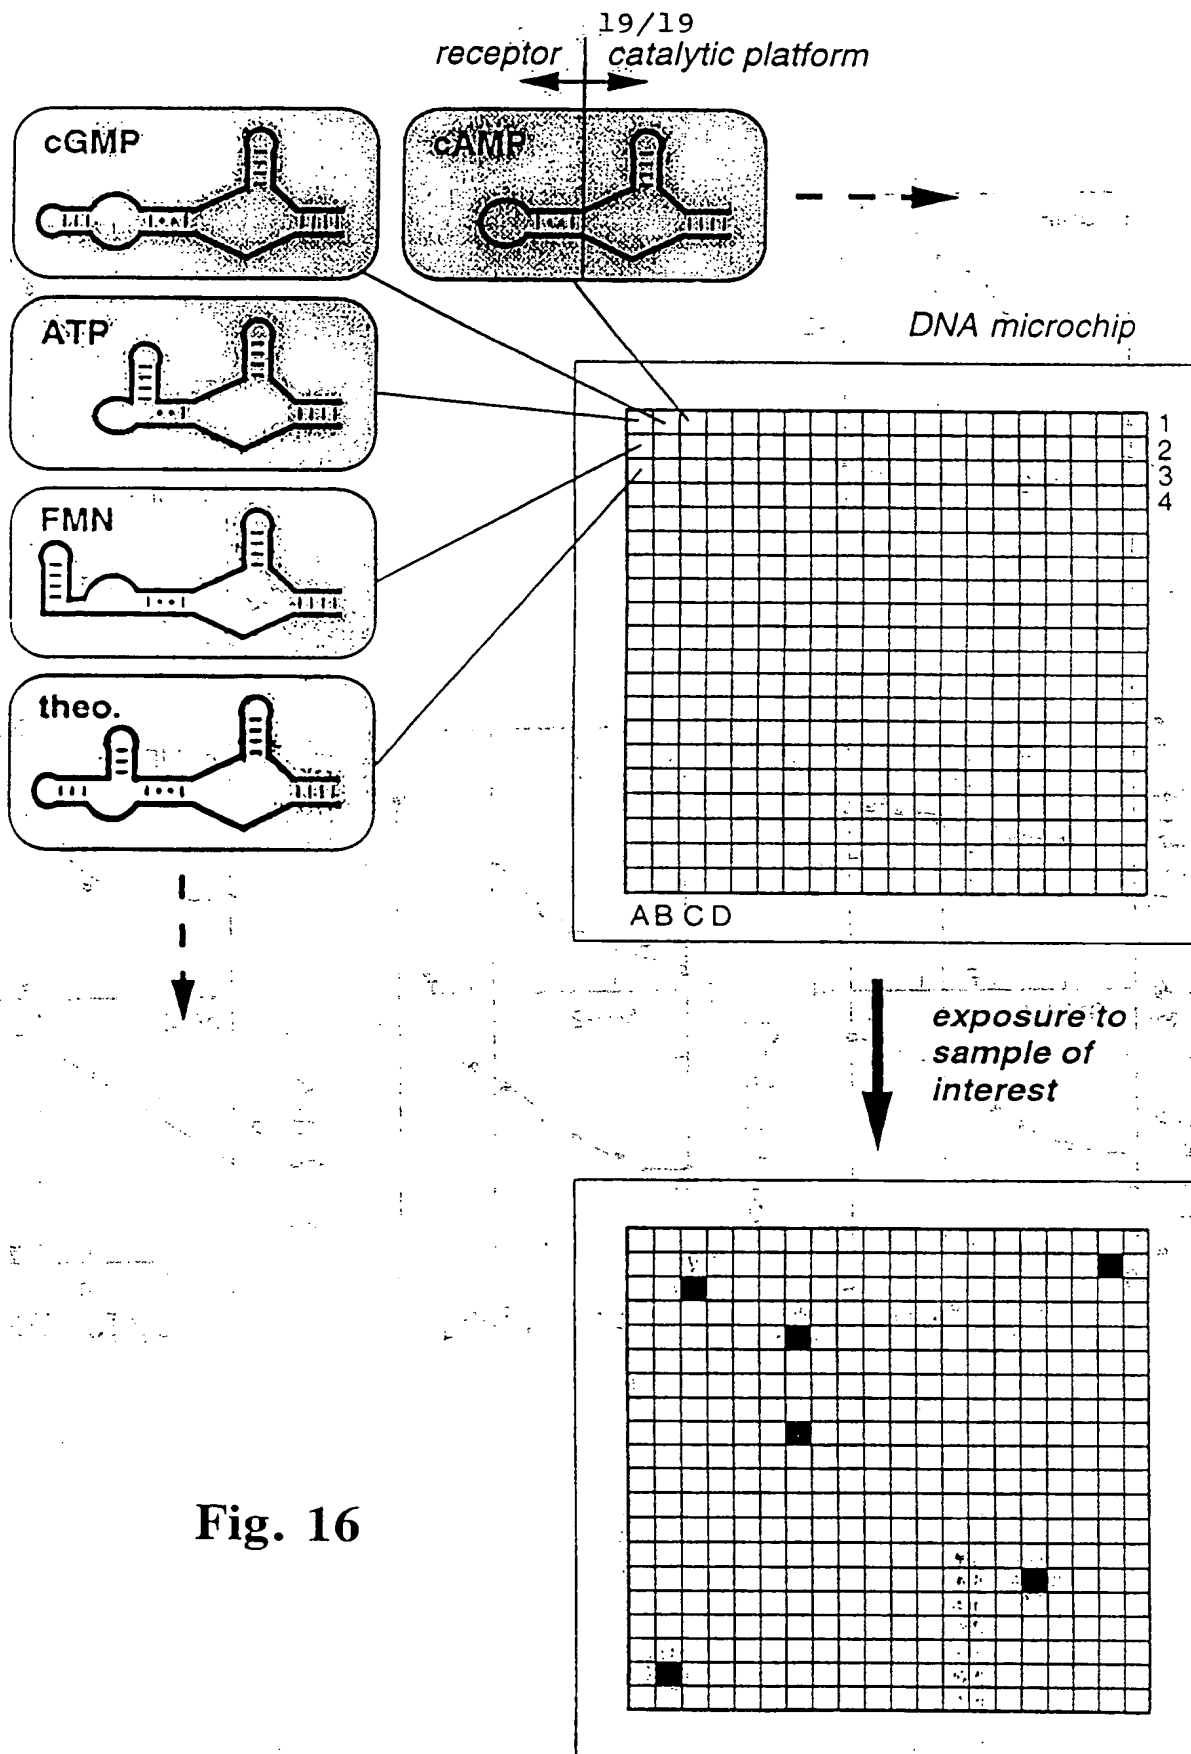 19/19
receptor catalytic platform
cGMP
cAMP
ATP
FMN
theo.
DNA microchip
1
2
3
4
A B C D
exposure to
sample of
interest
Fig. 16